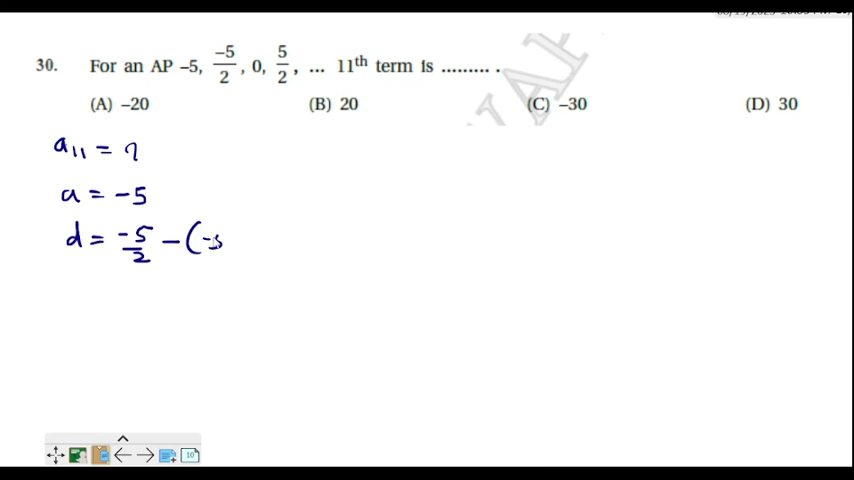 30. For an AP –5, −5/2, 0, 5/2, ... 11th term is ......... .
(A) –20 (B) 20 (C) –30 (D) 30
a11 = ?
a = -5
d = -5/2 - (-5
10